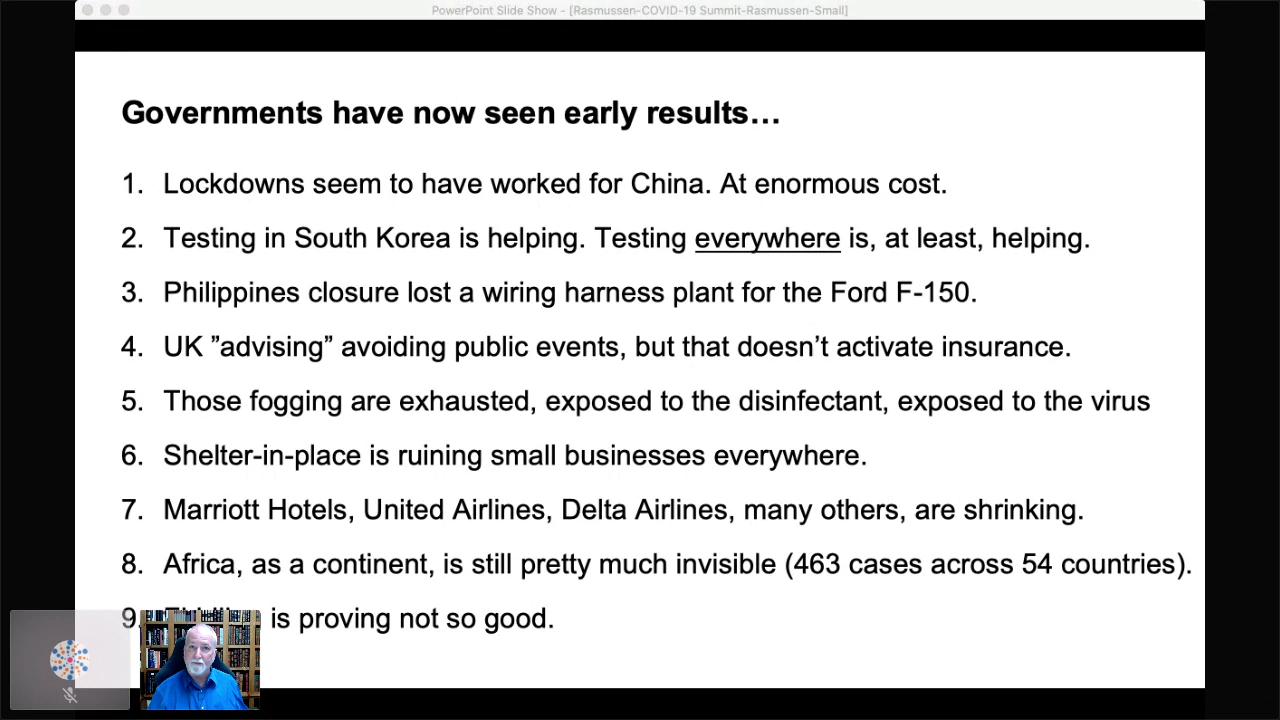 PowerPoint Slide Show - [Rasmussen-COVID-19 Summit-Rasmussen-Small]
Governments have now seen early results…
1. Lockdowns seem to have worked for China. At enormous cost.
2. Testing in South Korea is helping. Testing everywhere is, at least, helping.
3. Philippines closure lost a wiring harness plant for the Ford F-150.
4. UK ”advising” avoiding public events, but that doesn’t activate insurance.
5. Those fogging are exhausted, exposed to the disinfectant, exposed to the virus
6. Shelter-in-place is ruining small businesses everywhere.
7. Marriott Hotels, United Airlines, Delta Airlines, many others, are shrinking.
8. Africa, as a continent, is still pretty much invisible (463 cases across 54 countries).
9. is proving not so good.